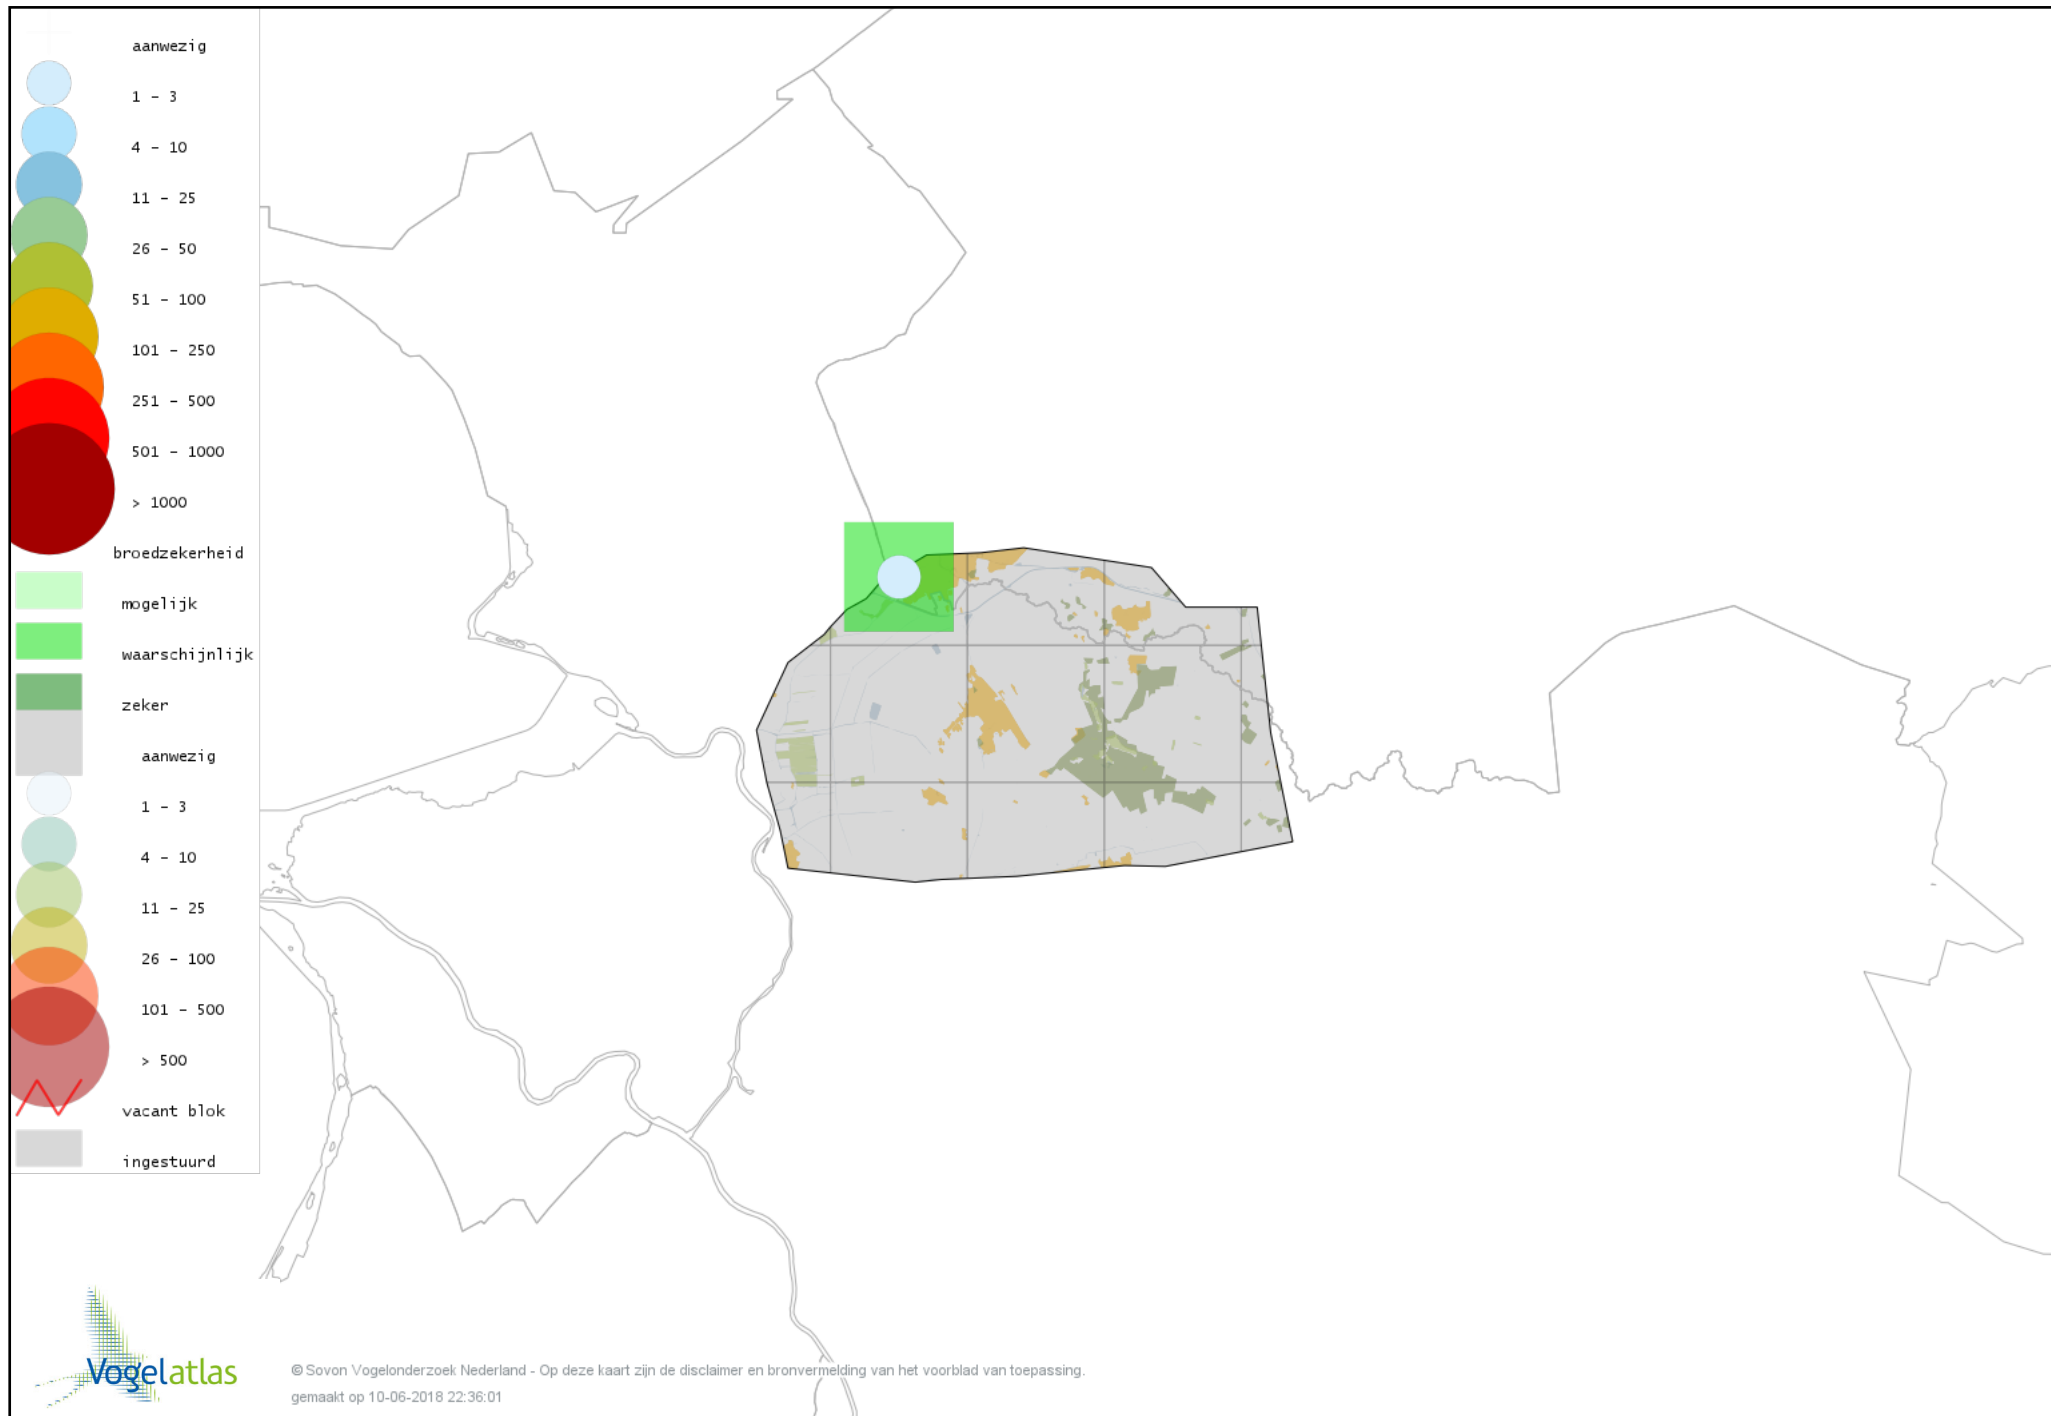 aanwezig
1 - 3
4 - 10
11 - 25
26 - 50
51 - 100
101 - 250
251 - 500
501 - 1000
> 1000
broedzekerheid
mogelijk
waarschijnlijk
zeker
aanwezig
1 - 3
4 - 10
11 - 25
26 - 100
101 - 500
> 500
vacant blok
ingestuurd
Vogelatlas
© Sovon Vogelonderzoek Nederland - Op deze kaart zijn de disclaimer en bronvermelding van het voorblad van toepassing.
gemaakt op 10-06-2018 22:36:01